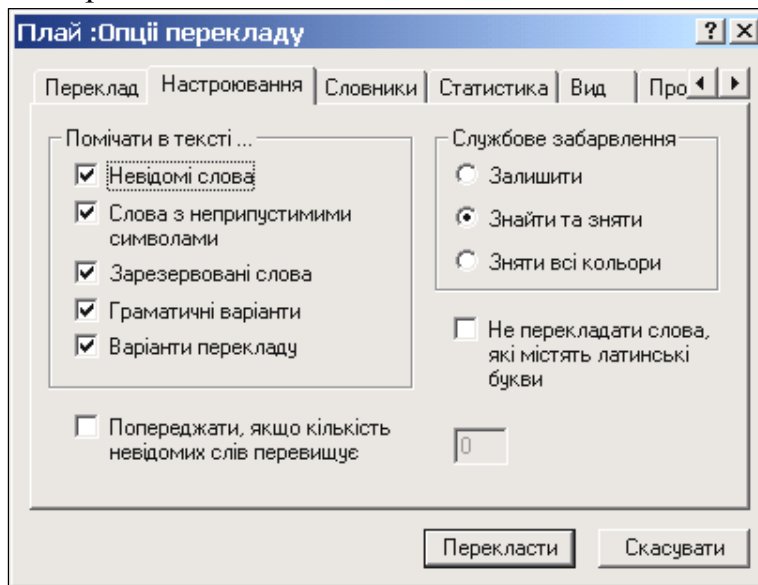 Плай :Опції перекладу
Переклад Настроювання Словники Статистика Вид Про
Помічати в тексті ...
Невідомі слова
Слова з неприпустимими
символами
Зарезервовані слова
Граматичні варіанти
Варіанти перекладу
Службове забарвлення
Залишити
Знайти та зняти
Зняти всі кольори
Не перекладати слова,
які містять латинські
букви
Попереджати, якщо кількість
невідомих слів перевищує
0
Перекласти Скасувати